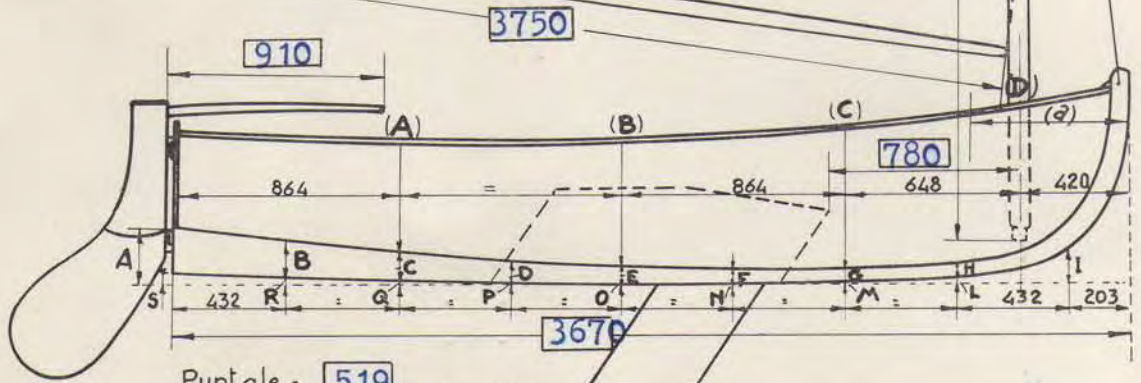 3750
910
(A) (B) (C) (D) (a)
780
864 = 864 648 420
A B C D E F G H I
S R Q P O N M L
432 = = = = = = 432 203
3670
Puntale = 519